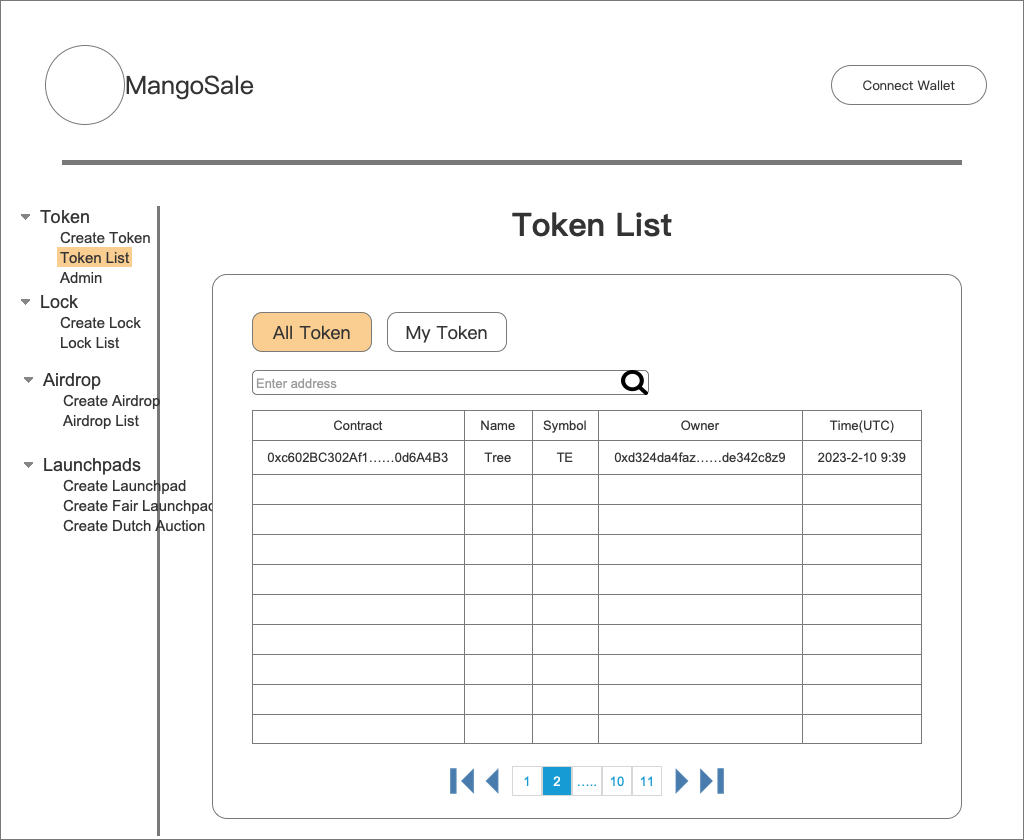 MangoSale
Connect Wallet
Token
Create Token
Token List
Admin
Lock
Create Lock
Lock List
Airdrop
Create Airdrop
Airdrop List
Launchpads
Create Launchpad
Create Fair Launchpad
Create Dutch Auction
Token List
All Token
My Token
Enter address
Contract Name Symbol Owner Time(UTC)
0xc602BC302Af1……0d6A4B3 Tree TE 0xd324da4faz……de342c8z9 2023-2-10 9:39
1 2 ..... 10 11